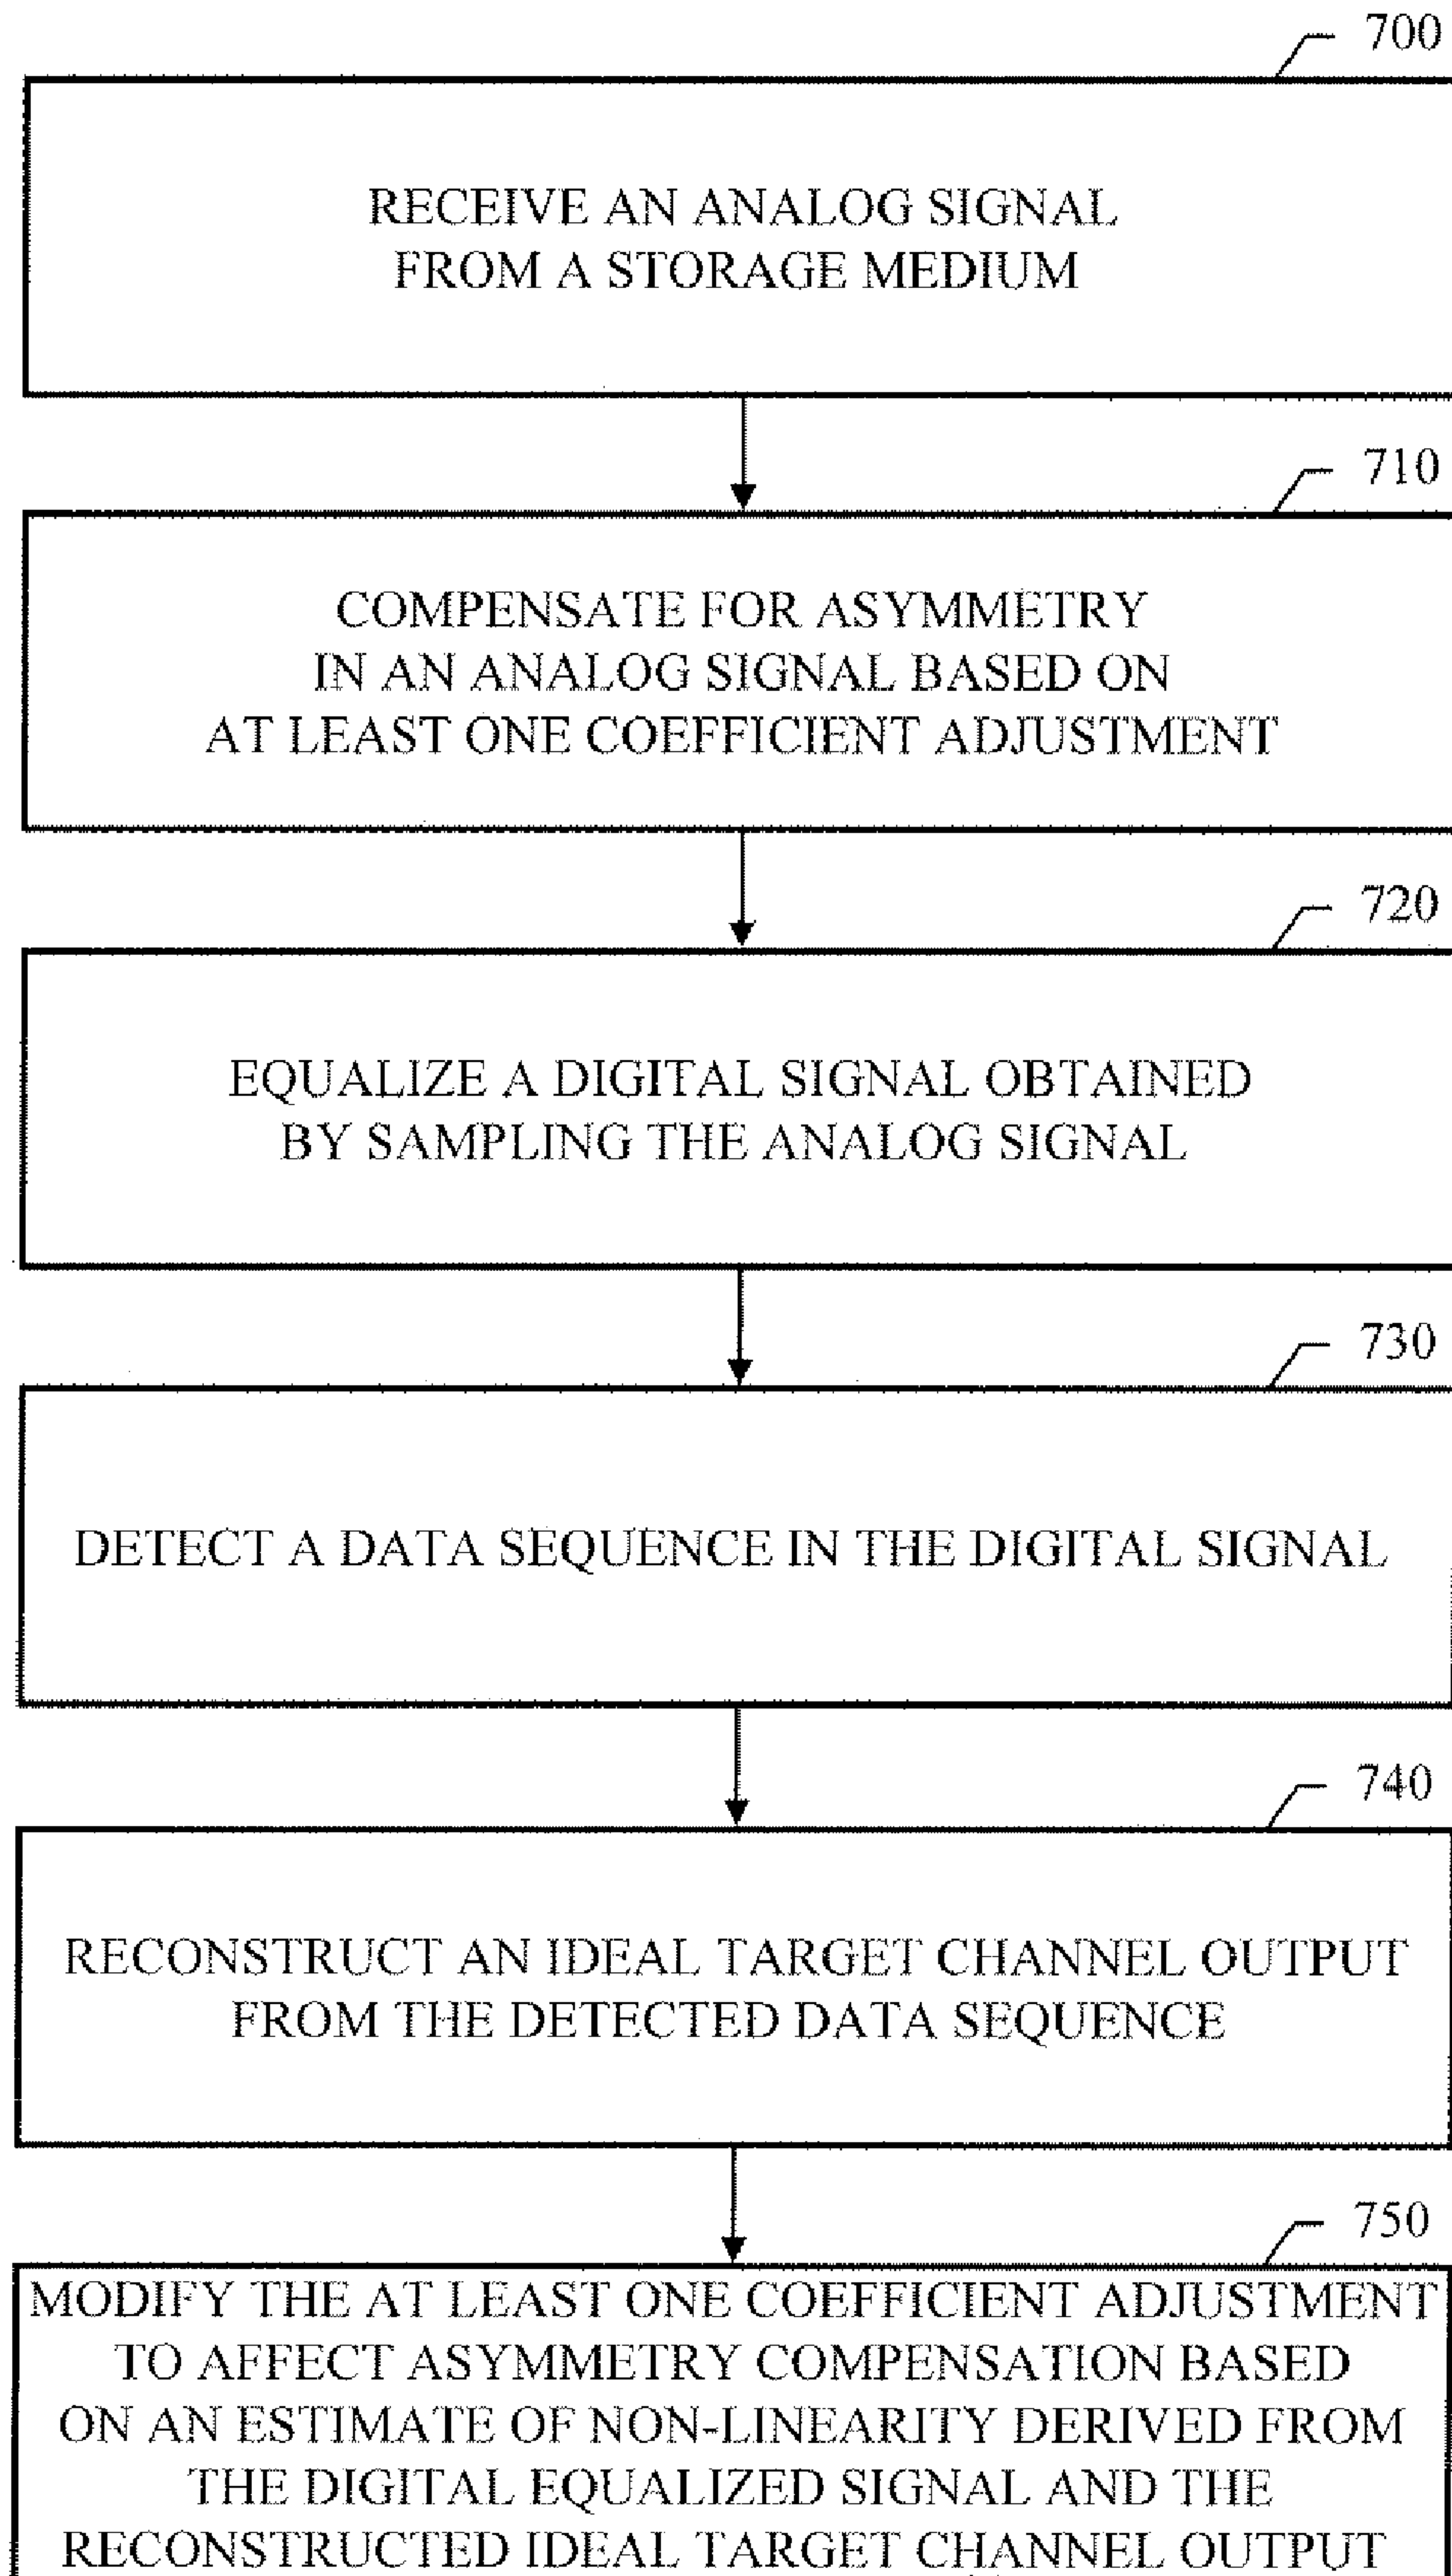 700
RECEIVE AN ANALOG SIGNAL
FROM A STORAGE MEDIUM
710
COMPENSATE FOR ASYMMETRY
IN AN ANALOG SIGNAL BASED ON
AT LEAST ONE COEFFICIENT ADJUSTMENT
720
EQUALIZE A DIGITAL SIGNAL OBTAINED
BY SAMPLING THE ANALOG SIGNAL
730
DETECT A DATA SEQUENCE IN THE DIGITAL SIGNAL
740
RECONSTRUCT AN IDEAL TARGET CHANNEL OUTPUT
FROM THE DETECTED DATA SEQUENCE
750
MODIFY THE AT LEAST ONE COEFFICIENT ADJUSTMENT
TO AFFECT ASYMMETRY COMPENSATION BASED
ON AN ESTIMATE OF NON-LINEARITY DERIVED FROM
THE DIGITAL EQUALIZED SIGNAL AND THE
RECONSTRUCTED IDEAL TARGET CHANNEL OUTPUT